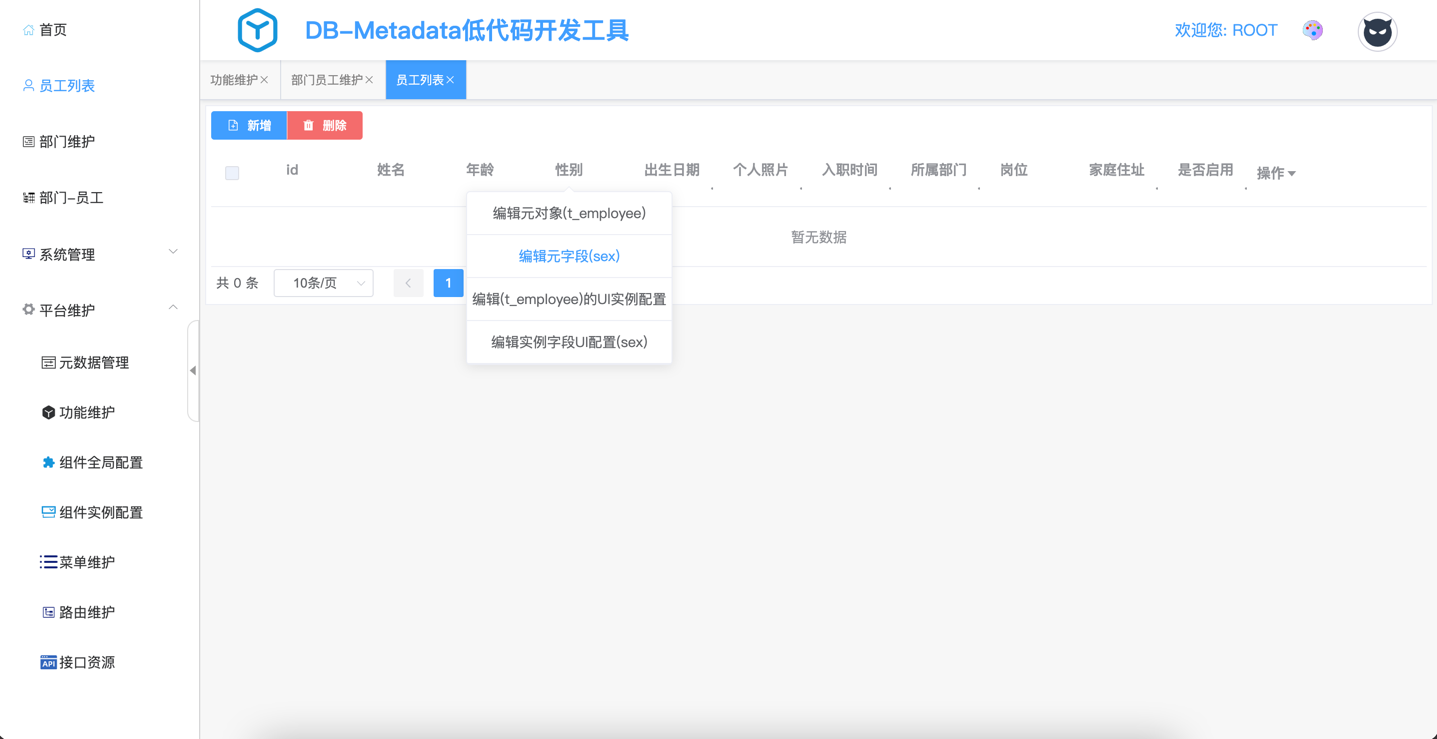 DB-Metadata低代码开发工具
欢迎您: ROOT
首页
员工列表
部门维护
部门-员工
系统管理
平台维护
元数据管理
功能维护
组件全局配置
组件实例配置
菜单维护
路由维护
API 接口资源
功能维护 部门员工维护 员工列表
新增 删除
id 姓名 年龄 性别 出生日期 个人照片 入职时间 所属部门 岗位 家庭住址 是否启用 操作
编辑元对象(t_employee)
编辑元字段(sex)
编辑(t_employee)的UI实例配置
编辑实例字段UI配置(sex)
暂无数据
共 0 条 10条/页 1